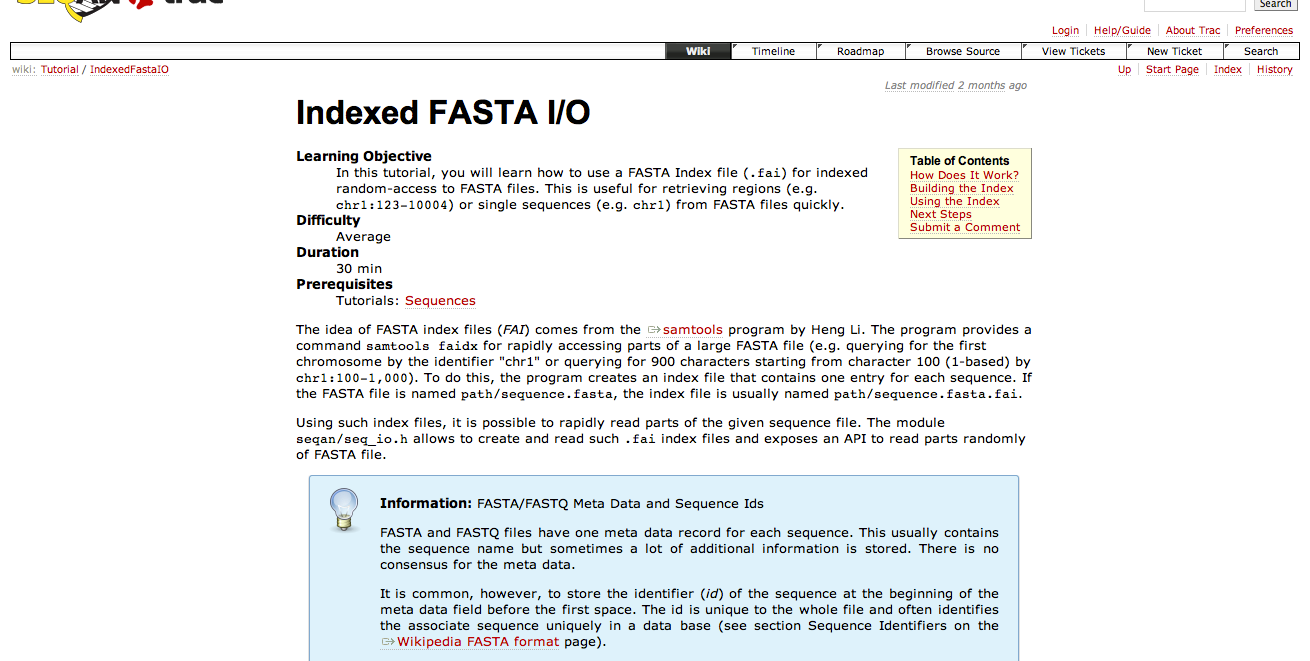 Search
Login Help/Guide About Trac Preferences
Wiki Timeline Roadmap Browse Source View Tickets New Ticket Search
wiki: Tutorial / IndexedFastaIO
Up Start Page Index History
Last modified 2 months ago
Indexed FASTA I/O
Learning Objective
In this tutorial, you will learn how to use a FASTA Index file (.fai) for indexed
random-access to FASTA files. This is useful for retrieving regions (e.g.
chr1:123-10004) or single sequences (e.g. chr1) from FASTA files quickly.
Difficulty
Average
Duration
30 min
Prerequisites
Tutorials: Sequences
Table of Contents
How Does It Work?
Building the Index
Using the Index
Next Steps
Submit a Comment
The idea of FASTA index files (FAI) comes from the samtools program by Heng Li. The program provides a
command samtools faidx for rapidly accessing parts of a large FASTA file (e.g. querying for the first
chromosome by the identifier "chr1" or querying for 900 characters starting from character 100 (1-based) by
chr1:100-1,000). To do this, the program creates an index file that contains one entry for each sequence. If
the FASTA file is named path/sequence.fasta, the index file is usually named path/sequence.fasta.fai.
Using such index files, it is possible to rapidly read parts of the given sequence file. The module
seqan/seq_io.h allows to create and read such .fai index files and exposes an API to read parts randomly
of FASTA file.
Information: FASTA/FASTQ Meta Data and Sequence Ids
FASTA and FASTQ files have one meta data record for each sequence. This usually contains
the sequence name but sometimes a lot of additional information is stored. There is no
consensus for the meta data.
It is common, however, to store the identifier (id) of the sequence at the beginning of the
meta data field before the first space. The id is unique to the whole file and often identifies
the associate sequence uniquely in a data base (see section Sequence Identifiers on the
Wikipedia FASTA format page).